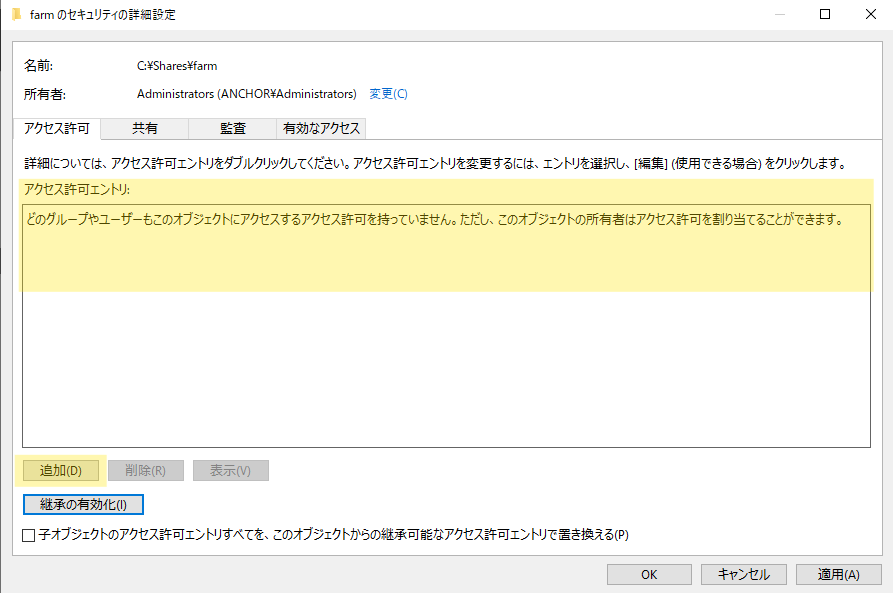 farm のセキュリティの詳細設定
名前: C:¥Shares¥farm
所有者: Administrators (ANCHOR¥Administrators) 変更(C)
アクセス許可 共有 監査 有効なアクセス
詳細については、アクセス許可エントリをダブルクリックしてください。アクセス許可エントリを変更するには、エントリを選択し、[編集] (使用できる場合) をクリックします。
アクセス許可エントリ:
どのグループやユーザーもこのオブジェクトにアクセスするアクセス許可を持っていません。ただし、このオブジェクトの所有者はアクセス許可を割り当てることができます。
追加(D) 削除(R) 表示(V)
継承の有効化(I)
子オブジェクトのアクセス許可エントリすべてを、このオブジェクトからの継承可能なアクセス許可エントリで置き換える(P)
OK キャンセル 適用(A)